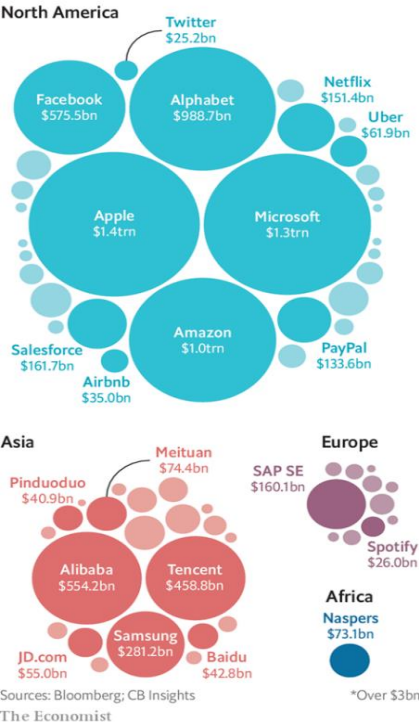 North America
Twitter
$25.2bn
Facebook
$575.5bn
Alphabet
$988.7bn
Netflix
$151.4bn
Uber
$61.9bn
Apple
$1.4trn
Microsoft
$1.3trn
Amazon
$1.0trn
Salesforce
$161.7bn
Airbnb
$35.0bn
PayPal
$133.6bn
Asia
Meituan
$74.4bn
Pinduoduo
$40.9bn
Alibaba
$554.2bn
Tencent
$458.8bn
Samsung
$281.2bn
JD.com
$55.0bn
Baidu
$42.8bn
Europe
SAP SE
$160.1bn
Spotify
$26.0bn
Africa
Naspers
$73.1bn
Sources: Bloomberg; CB Insights
*Over $3bn
The Economist